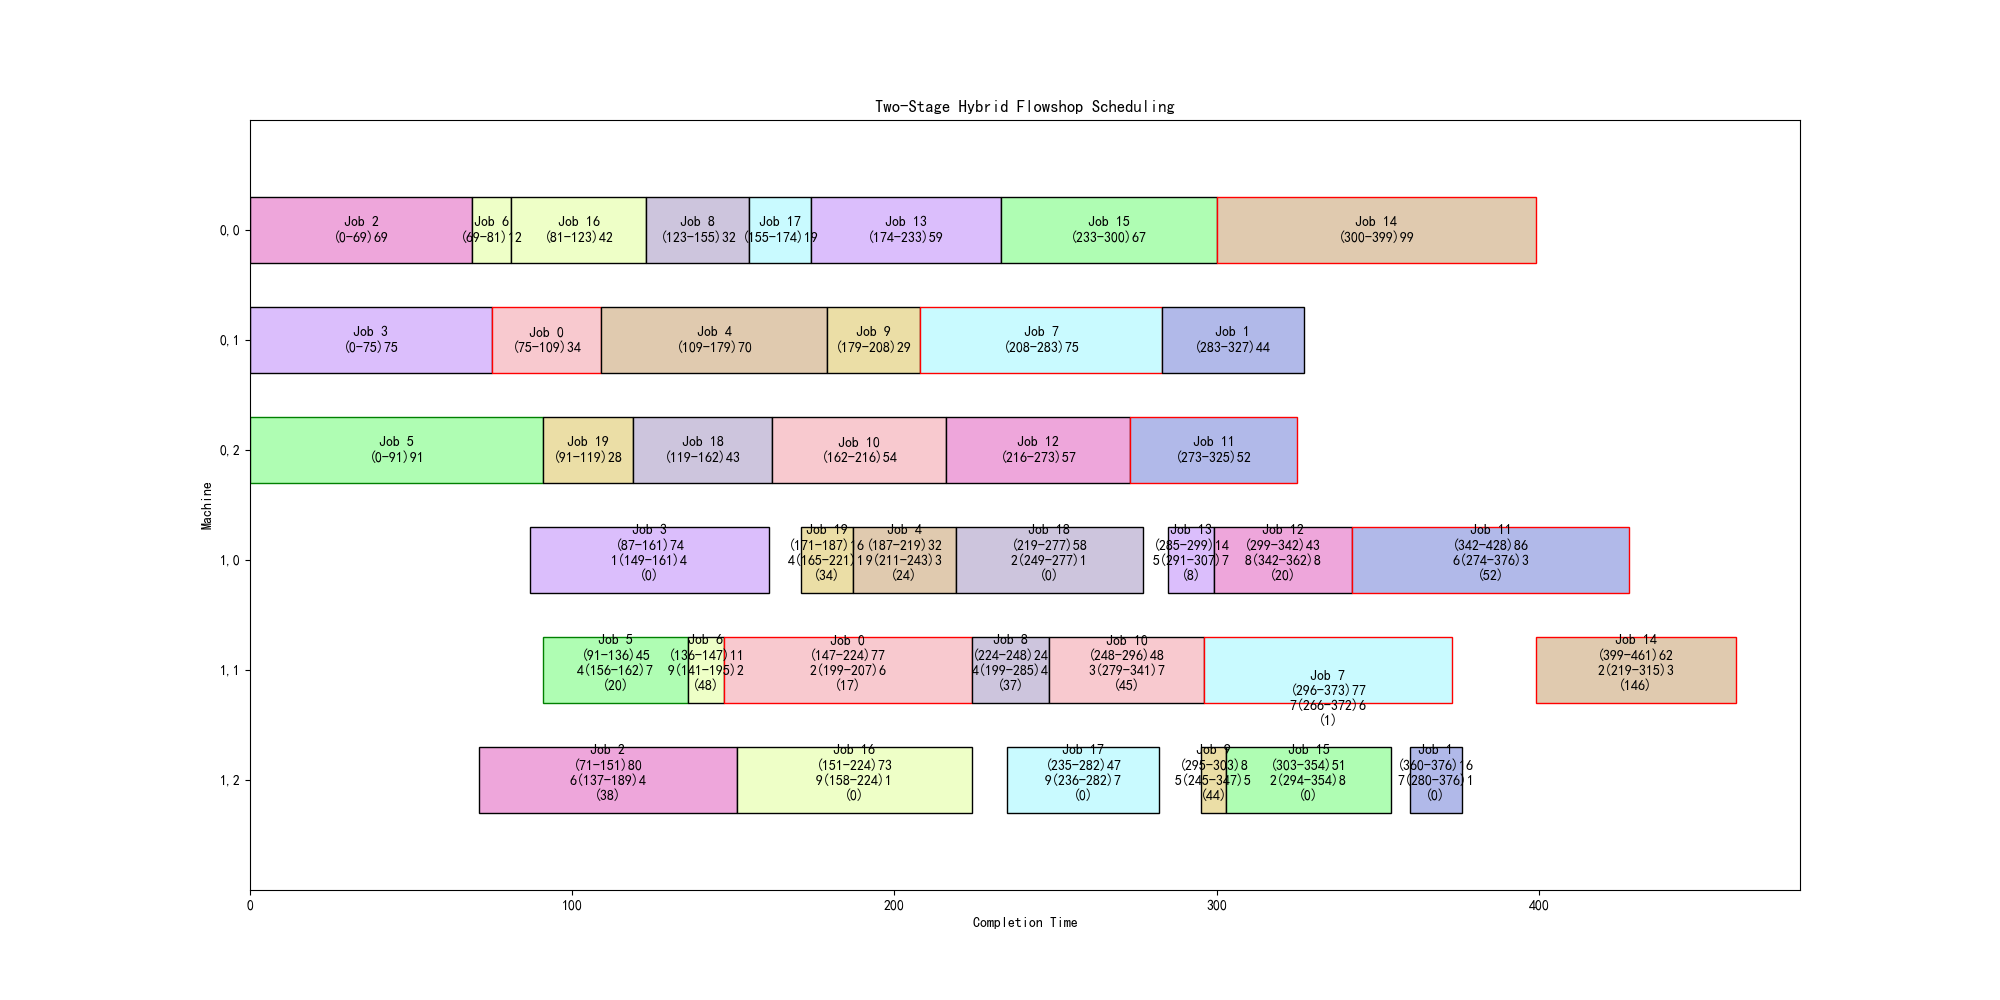 Two-Stage Hybrid Flowshop Scheduling
0,0
Job 2
(0-69)69
Job 6
(69-81)12
Job 16
(81-123)42
Job 8
(123-155)32
Job 17
(155-174)19
Job 13
(174-233)59
Job 15
(233-300)67
Job 14
(300-399)99
0,1
Job 3
(0-75)75
Job 0
(75-109)34
Job 4
(109-179)70
Job 9
(179-208)29
Job 7
(208-283)75
Job 1
(283-327)44
0,2
Job 5
(0-91)91
Job 19
(91-119)28
Job 18
(119-162)43
Job 10
(162-216)54
Job 12
(216-273)57
Job 11
(273-325)52
Machine
1,0
Job 3
(87-161)74
1(149-161)4
(0)
Job 19
(171-187)16
4(165-221)1
(34)
Job 4
(187-219)32
9(211-243)3
(24)
Job 18
(219-277)58
2(249-277)1
(0)
Job 13
(285-299)14
5(291-307)7
(8)
Job 12
(299-342)43
8(342-362)8
(20)
Job 11
(342-428)86
6(274-376)3
(52)
1,1
Job 5
(91-136)45
4(156-162)7
(20)
Job 6
(136-147)11
9(141-195)2
(48)
Job 0
(147-224)77
2(199-207)6
(17)
Job 8
(224-248)24
4(199-285)4
(37)
Job 10
(248-296)48
3(279-341)7
(45)
Job 7
(296-373)77
7(266-372)6
(1)
Job 14
(399-461)62
2(219-315)3
(146)
1,2
Job 2
(71-151)80
6(137-189)4
(38)
Job 16
(151-224)73
9(158-224)1
(0)
Job 17
(235-282)47
9(236-282)7
(0)
Job 9
(295-303)8
5(245-347)5
(44)
Job 15
(303-354)51
2(294-354)8
(0)
Job 1
(360-376)16
7(280-376)1
(0)
0 100 200 300 400
Completion Time